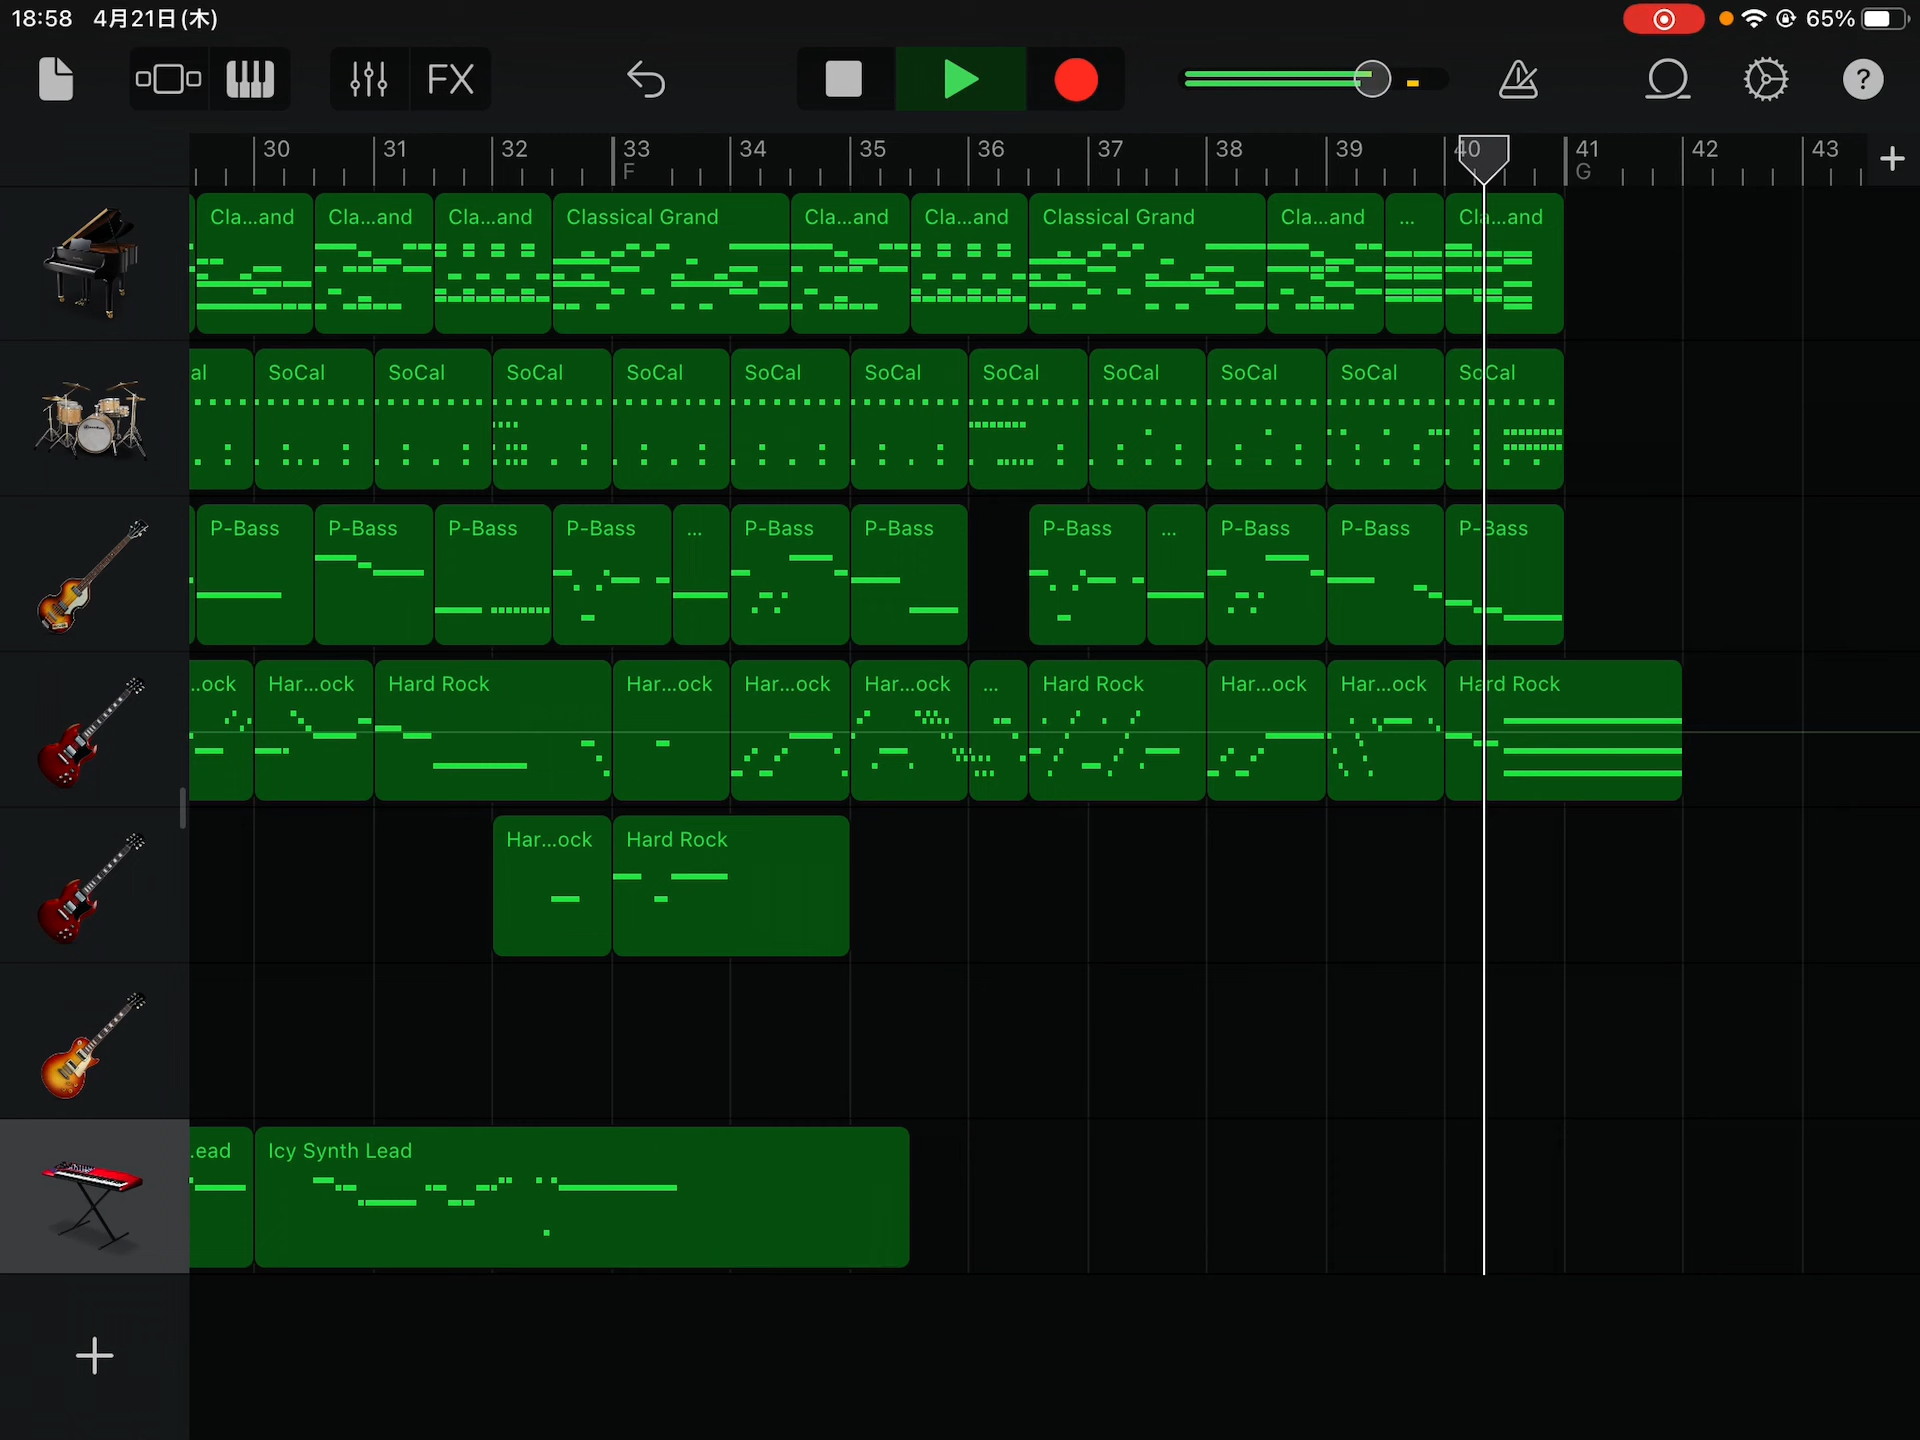 18:58 4月21日(木) 65%
FX
30 31 32 33 34 35 36 37 38 39 40 41 42 43
F G
Cla...and Cla...and Cla...and Classical Grand Cla...and Cla...and Classical Grand Cla...and ... Cla...and
al SoCal SoCal SoCal SoCal SoCal SoCal SoCal SoCal SoCal SoCal SoCal
P-Bass P-Bass P-Bass P-Bass ... P-Bass P-Bass P-Bass ... P-Bass P-Bass P-Bass
..ock Har...ock Hard Rock Har...ock Har...ock Har...ock ... Hard Rock Har...ock Har...ock Hard Rock
Har...ock Hard Rock
.ead Icy Synth Lead